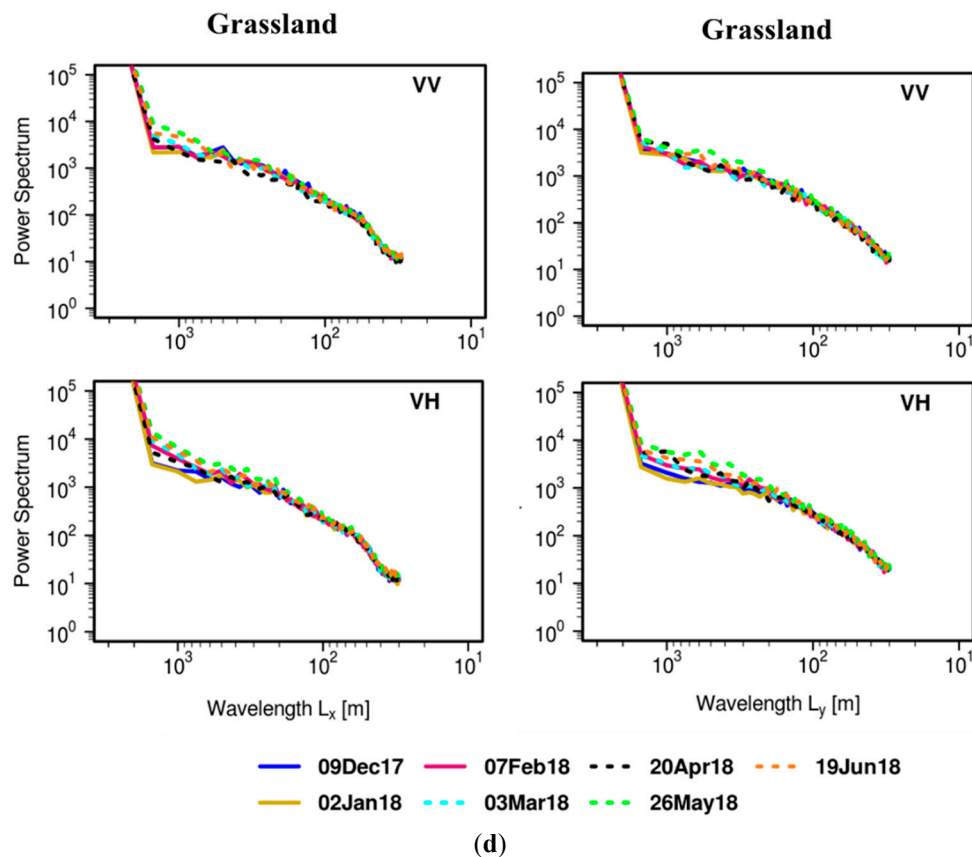 Grassland
Grassland
VV
Power Spectrum
10^5
10^4
10^3
10^2
10^1
10^0
10^3
10^2
10^1
VV
10^5
10^4
10^3
10^2
10^1
10^0
10^3
10^2
10^1
VH
Power Spectrum
10^5
10^4
10^3
10^2
10^1
10^0
10^3
10^2
10^1
Wavelength Lₓ [m]
VH
10^5
10^4
10^3
10^2
10^1
10^0
10^3
10^2
10^1
Wavelength L_y [m]
09Dec17 07Feb18 20Apr18 19Jun18
02Jan18 03Mar18 26May18
(d)